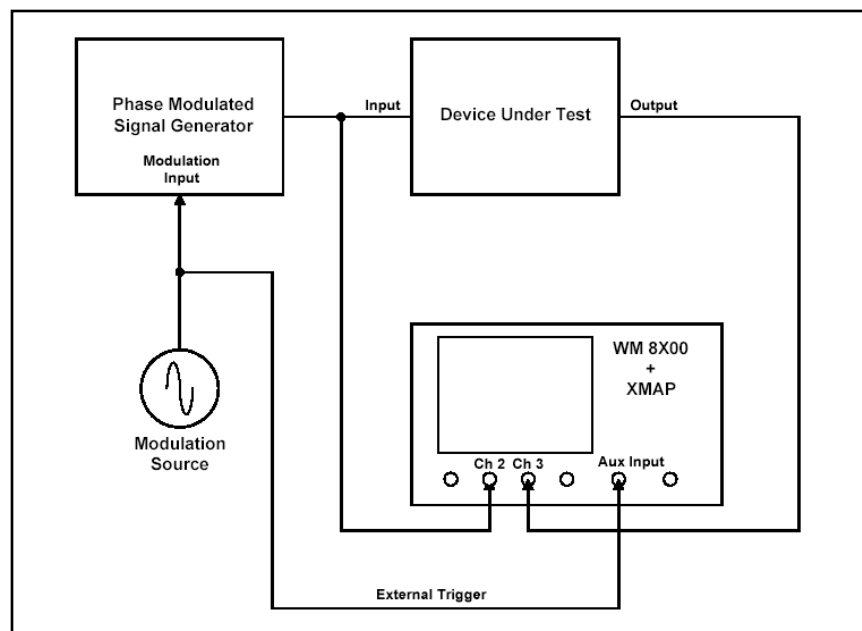 Phase Modulated
Signal Generator
Modulation
Input
Input
Device Under Test
Output
Modulation
Source
WM 8X00
+
XMAP
Ch 2
Ch 3
Aux Input
External Trigger